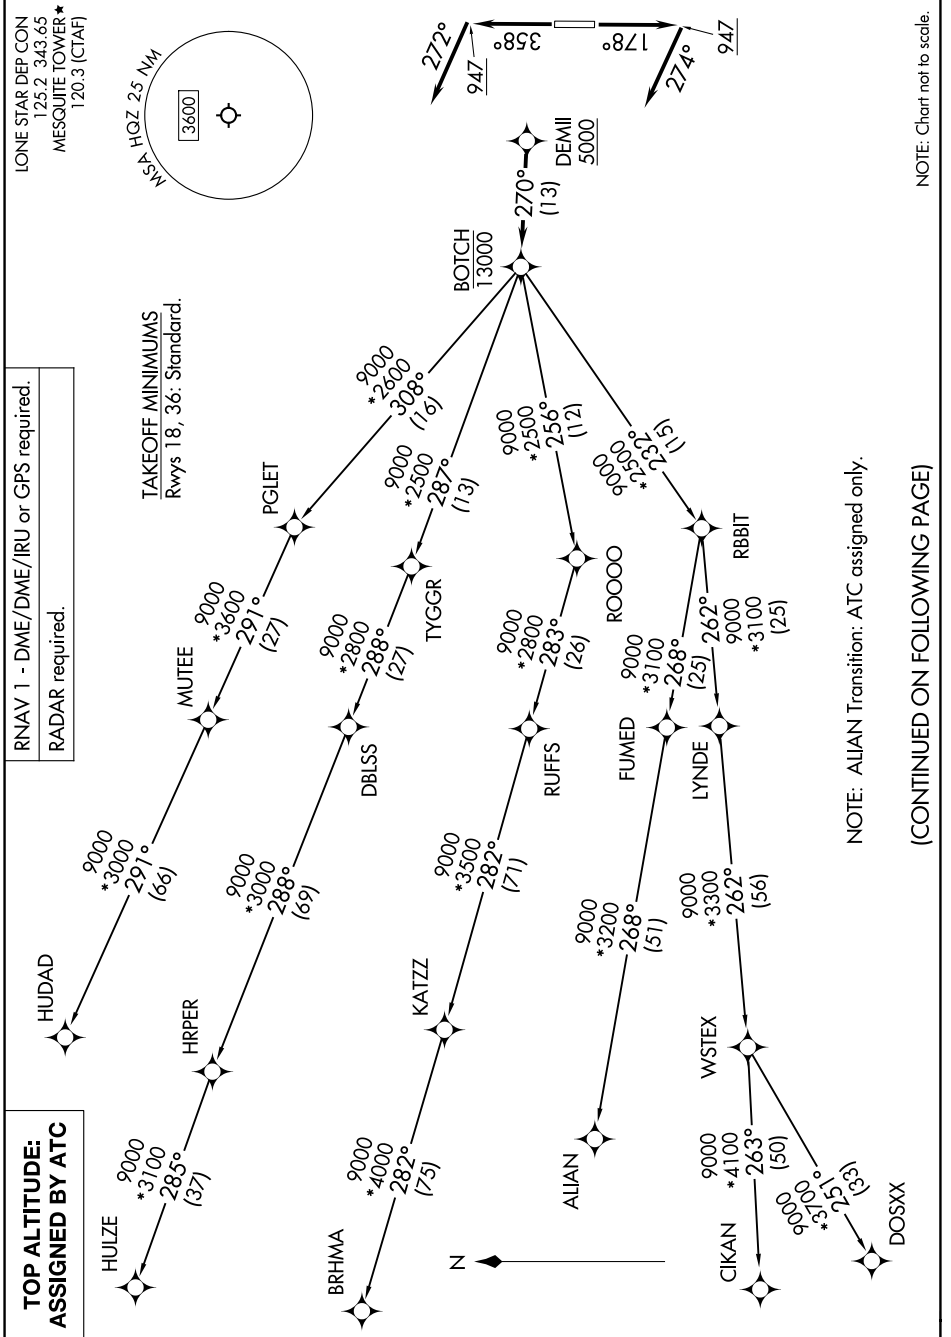 TOP ALTITUDE:
ASSIGNED BY ATC
RNAV 1 - DME/DME/IRU or GPS required.
RADAR required.
LONE STAR DEP CON
125.2 343.65
MESQUITE TOWER★
120.3 (CTAF)
MSA HQZ 25 NM
3600
TAKEOFF MINIMUMS
Rwys 18, 36: Standard.
HUDAD
9000
*3000
291°
(66)
MUTEE
9000
*3600
291°
(27)
PGLET
9000
*2600
308°
(16)
HULZE
9000
*3100
285°
(37)
HRPER
9000
*3000
288°
(69)
DBLSS
9000
*2800
288°
(27)
TYGGR
9000
*2500
287°
(13)
BOTCH
13000
270°
(13)
DEMII
5000
272°
947
358°
178°
947
274°
BRHMA
9000
*4000
282°
(75)
KATZZ
9000
*3500
282°
(71)
RUFFS
9000
*2800
283°
(26)
ROOOO
9000
*2500
256°
(12)
N
ALIAN
9000
*3200
268°
(51)
FUMED
9000
*3100
268°
(25)
RBBIT
9000
*2500
232°
(15)
CIKAN
9000
*4100
263°
(50)
WSTEX
9000
*3300
262°
(56)
LYNDE
262°
9000
*3100
(25)
DOSXX
9000
*3700
251°
(33)
NOTE: ALIAN Transition: ATC assigned only.
(CONTINUED ON FOLLOWING PAGE)
NOTE: Chart not to scale.